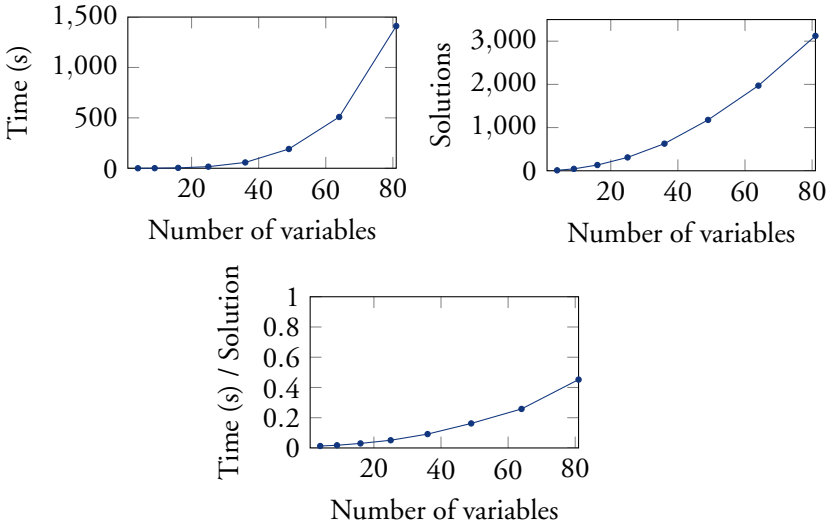 Time (s)
1,500
1,000
500
0
20 40 60 80
Number of variables
Solutions
3,000
2,000
1,000
0
20 40 60 80
Number of variables
Time (s) / Solution
1
0.8
0.6
0.4
0.2
0
20 40 60 80
Number of variables